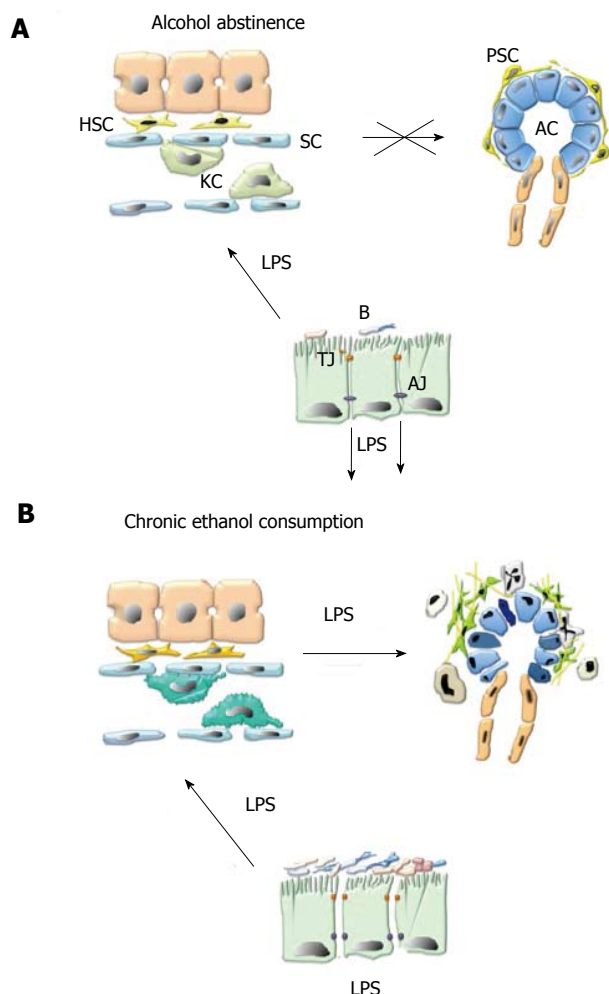 A
Alcohol abstinence
PSC
HSC
SC
AC
KC
LPS
B
TJ
AJ
LPS
B
Chronic ethanol consumption
LPS
LPS
LPS